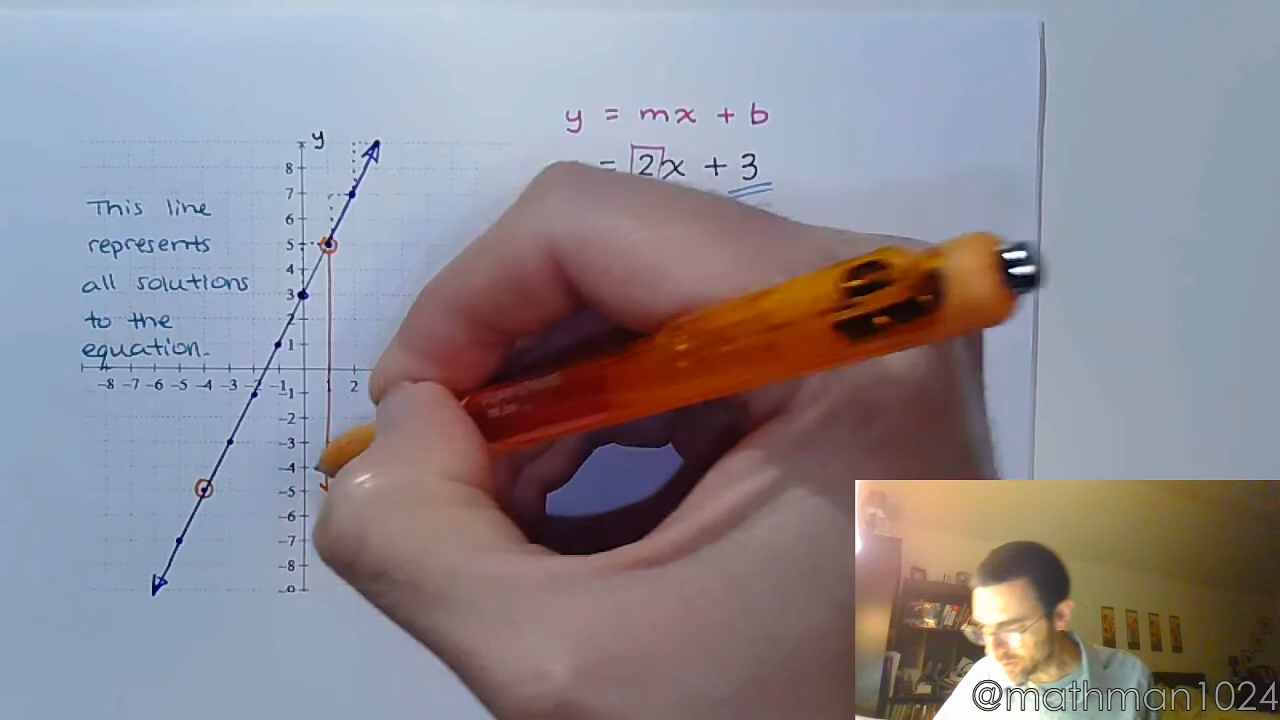 y = mx + b
= 2x + 3
y
This line
represents
all solutions
to the
equation.
8
7
6
5
4
3
2
1
-8 -7 -6 -5 -4 -3 -2 -1 1 2
-1
-2
-3
-4
-5
-6
-7
-8
-9
@mathman1024